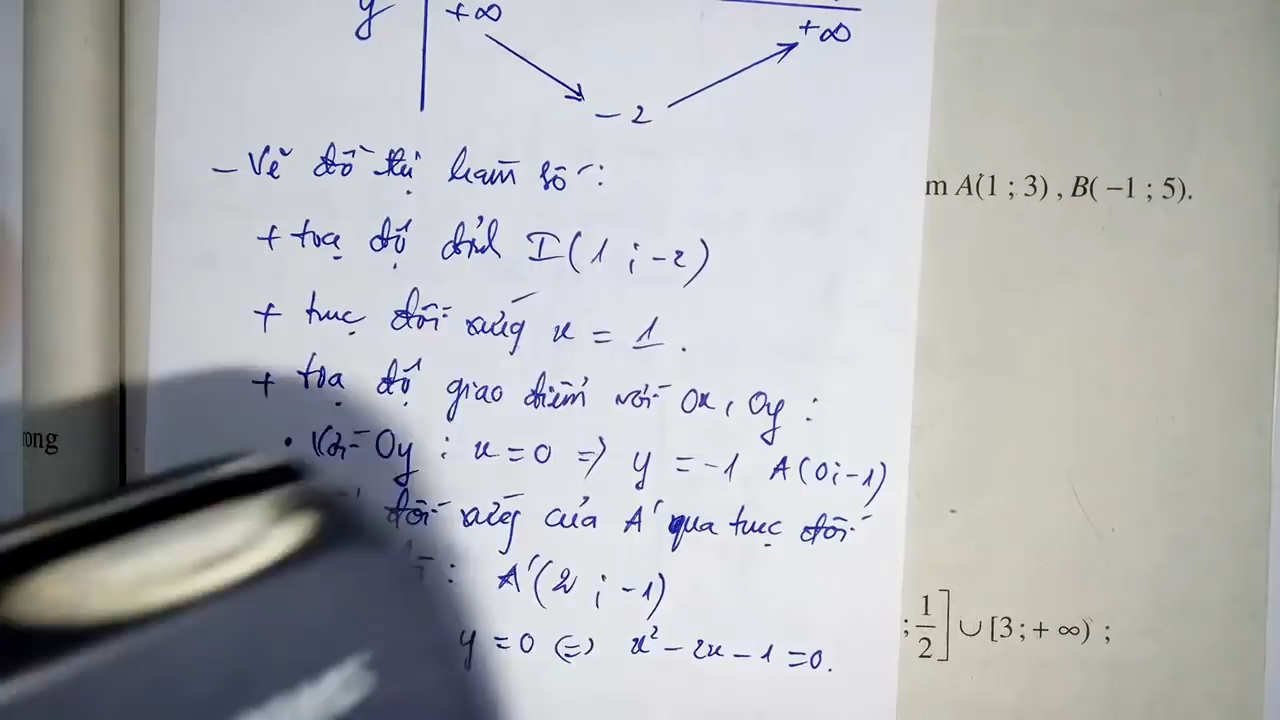 y +∞ +∞
-2
- Vẽ đồ thị hàm số:
+ toạ độ đỉnh I(1 ; -2)
+ trục đối xứng x = 1.
+ toạ độ giao điểm với Ox, Oy :
• Với Oy : x = 0 => y = -1 A(0;-1)
đối xứng của A qua trục đối
: A'(2 ; -1)
y = 0 <=> x² - 2x - 1 = 0.
m A(1 ; 3) , B( -1 ; 5).
ong
; 1/2] ∪ [3 ; + ∞) ;